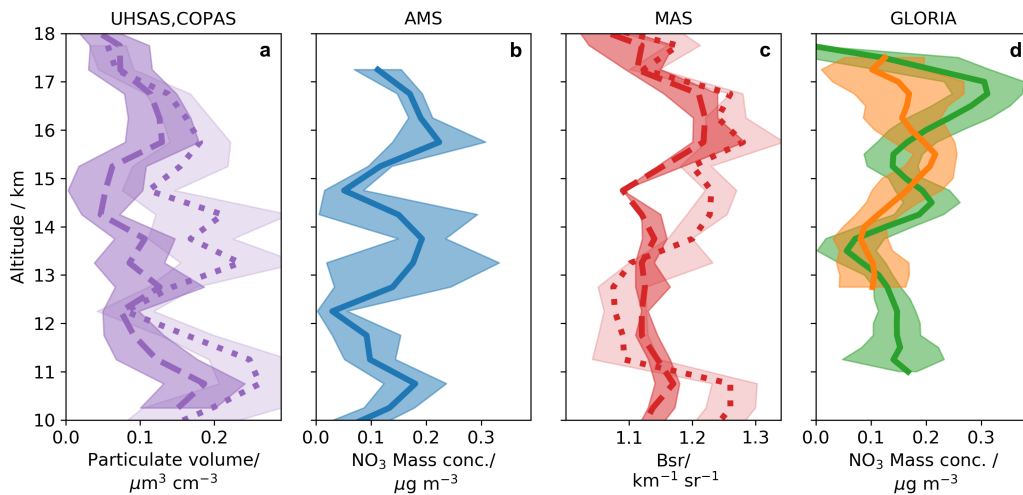 UHSAS,COPAS AMS MAS GLORIA
a b c d
18
17
16
15
14
13
12
11
10
Altitude / km
0.0 0.1 0.2 0.0 0.1 0.2 0.3 1.1 1.2 1.3 0.0 0.1 0.2 0.3
Particulate volume/ NO₃ Mass conc./ Bsr/ NO₃ Mass conc. /
μm³ cm⁻³ μg m⁻³ km⁻¹ sr⁻¹ μg m⁻³